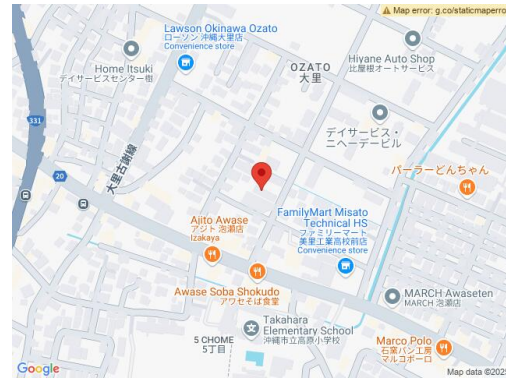 Map error: g.co/staticmaperro
Lawson Okinawa Ozato
ローソン 沖縄大里店
Convenience store
OZATO
大里
Hiyane Auto Shop
比屋根オートサービス
Home Itsuki
デイサービスセンター樹
331
デイサービス・
ニヘーデービル
20
大里古謝線
パーラーどんちゃん
Ajito Awase
アジト 泡瀬店
Izakaya
FamilyMart Misato
Technical HS
ファミリーマート
美里工業高校前店
Convenience store
Awase Soba Shokudo
アワセそば食堂
MARCH Awaseten
MARCH 泡瀬店
Takahara
Elementary School
沖縄市立高原小学校
5 CHOME
5丁目
Marco Polo
石窯パン工房
マルコポーロ
Google
Map data ©202